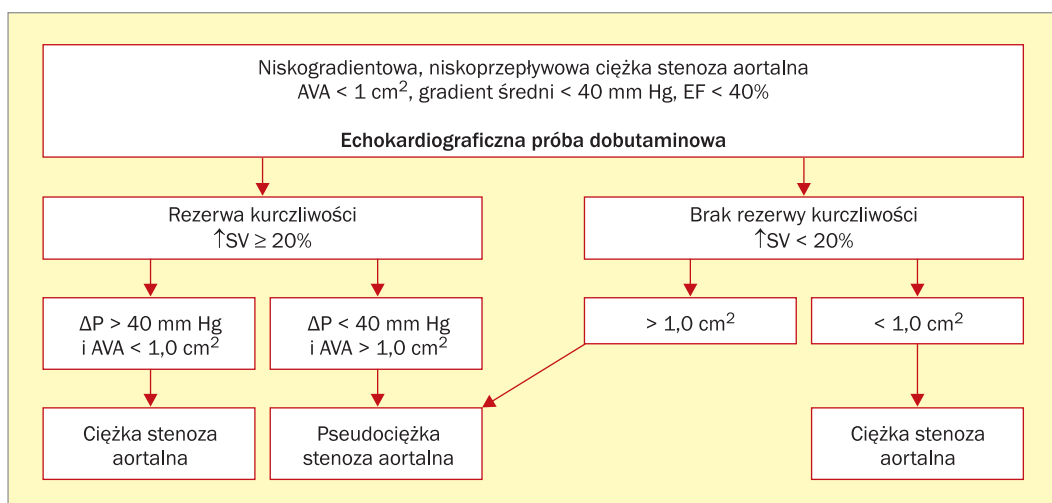 Niskogradientowa, niskoprzepływowa ciężka stenoza aortalna
AVA < 1 cm², gradient średni < 40 mm Hg, EF < 40%
Echokardiograficzna próba dobutaminowa
Rezerwa kurczliwości
↑SV ≥ 20%
Brak rezerwy kurczliwości
↑SV < 20%
ΔP > 40 mm Hg
i AVA < 1,0 cm²
ΔP < 40 mm Hg
i AVA > 1,0 cm²
> 1,0 cm²
< 1,0 cm²
Ciężka stenoza
aortalna
Pseudociężka
stenoza aortalna
Ciężka stenoza
aortalna